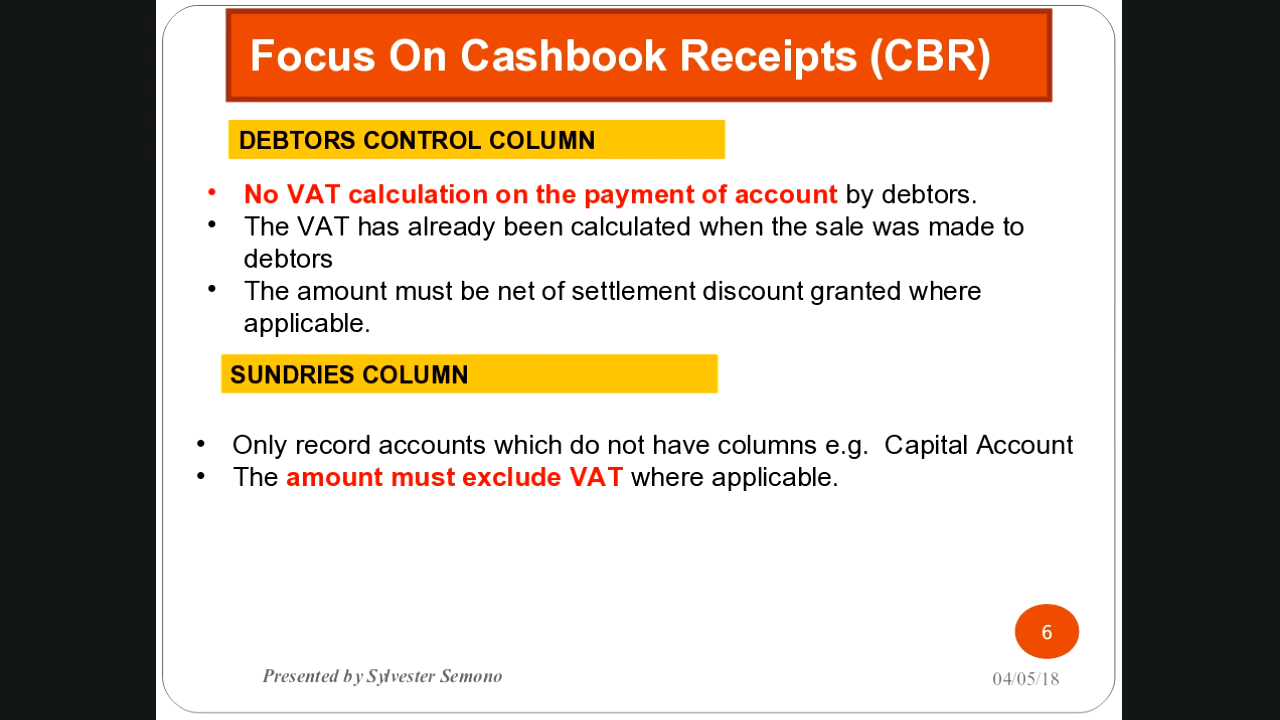 Focus On Cashbook Receipts (CBR)
DEBTORS CONTROL COLUMN
• No VAT calculation on the payment of account by debtors.
• The VAT has already been calculated when the sale was made to
debtors
• The amount must be net of settlement discount granted where
applicable.
SUNDRIES COLUMN
• Only record accounts which do not have columns e.g. Capital Account
• The amount must exclude VAT where applicable.
6
Presented by Sylvester Semono
04/05/18